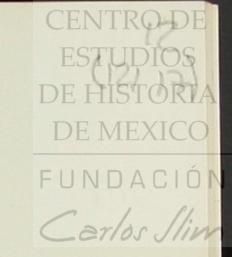 CENTRO DE
ESTUDIOS
DE HISTORIA
DE MEXICO
FUNDACIÓN
Carlos Slim